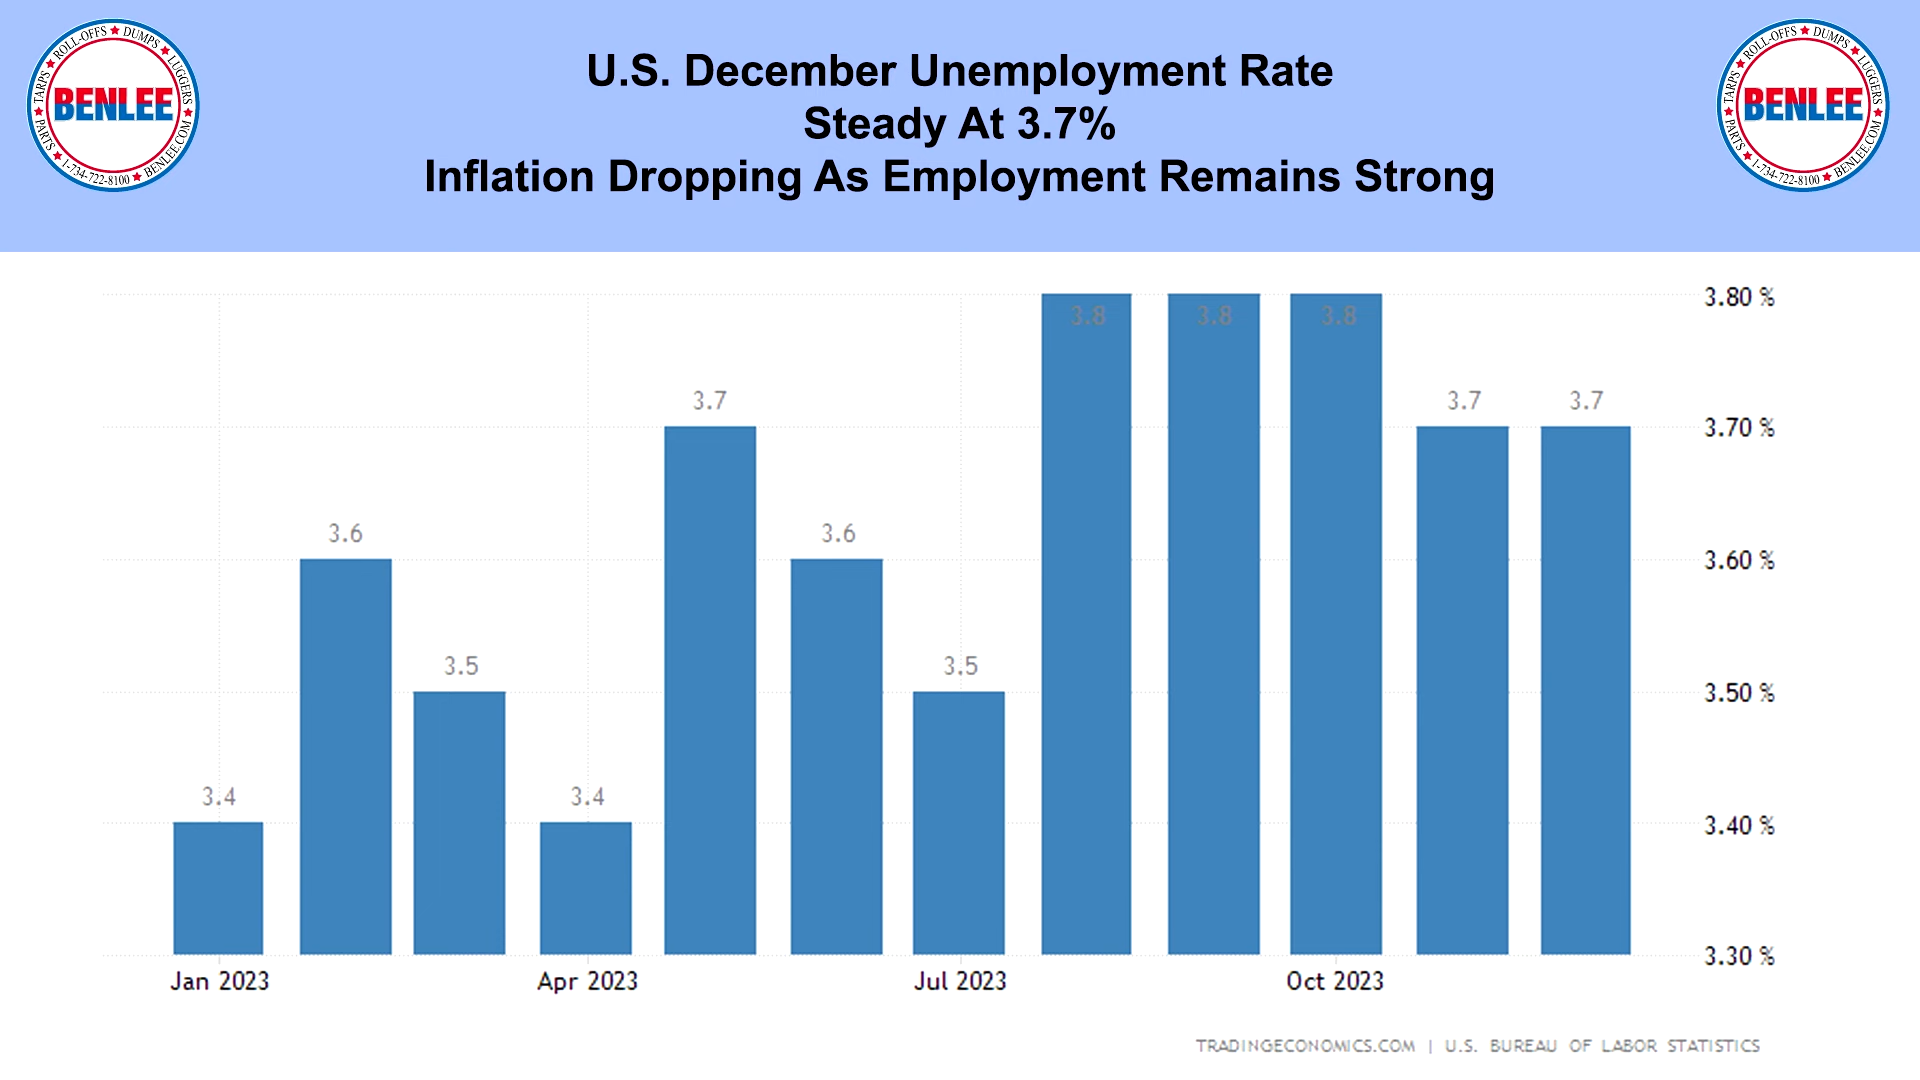 U.S. December Unemployment Rate
Steady At 3.7%
Inflation Dropping As Employment Remains Strong
TARPS ★ ROLL-OFFS ★ DUMPS ★ LUGGERS ★
BENLEE
★ PARTS ★ 1-734-722-8100 ★ BENLEE.COM
TARPS ★ ROLL-OFFS ★ DUMPS ★ LUGGERS ★
BENLEE
★ PARTS ★ 1-734-722-8100 ★ BENLEE.COM
3.80 %
3.8 3.8 3.8
3.7 3.7 3.7
3.70 %
3.6 3.6
3.60 %
3.5 3.5
3.50 %
3.4 3.4
3.40 %
3.30 %
Jan 2023 Apr 2023 Jul 2023 Oct 2023
TRADINGECONOMICS.COM | U.S. BUREAU OF LABOR STATISTICS